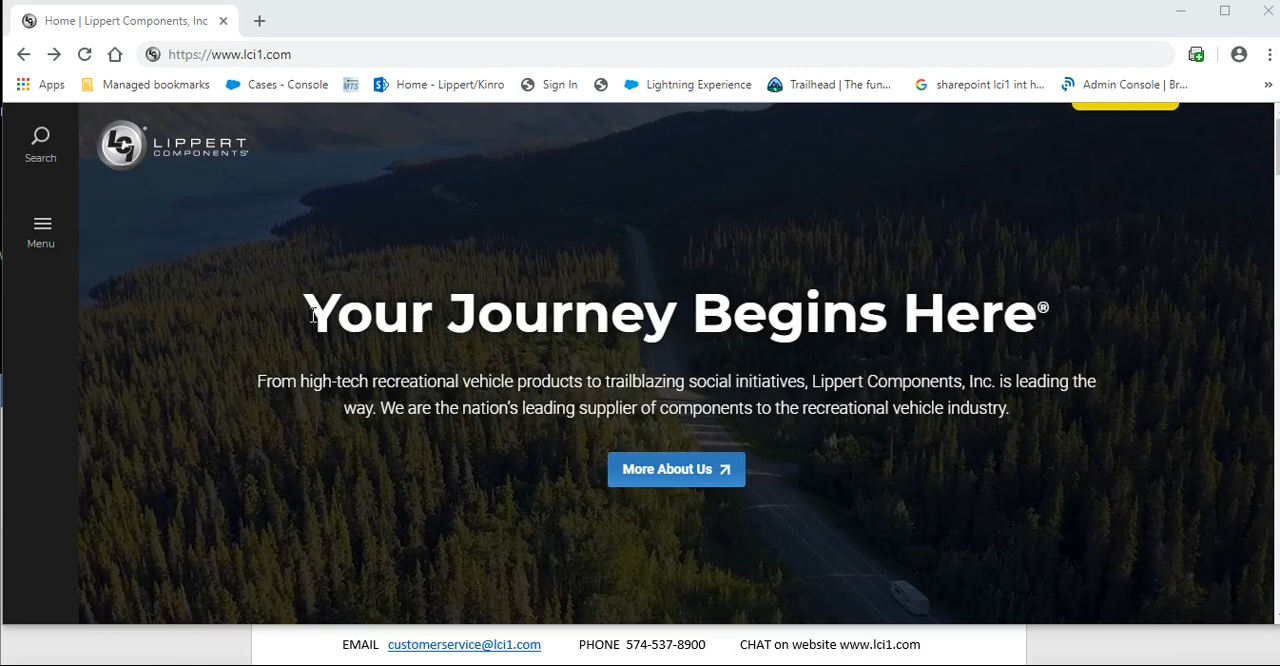 Home | Lippert Components, Inc
https://www.lci1.com
Apps Managed bookmarks Cases - Console MTS Home - Lippert/Kinro Sign In Lightning Experience Trailhead | The fun... sharepoint lci1 int h... Admin Console | Br... »
Search
LIPPERT
COMPONENTS®
Menu
Your Journey Begins Here®
From high-tech recreational vehicle products to trailblazing social initiatives, Lippert Components, Inc. is leading the
way. We are the nation’s leading supplier of components to the recreational vehicle industry.
More About Us
EMAIL customerservice@lci1.com PHONE 574-537-8900 CHAT on website www.lci1.com